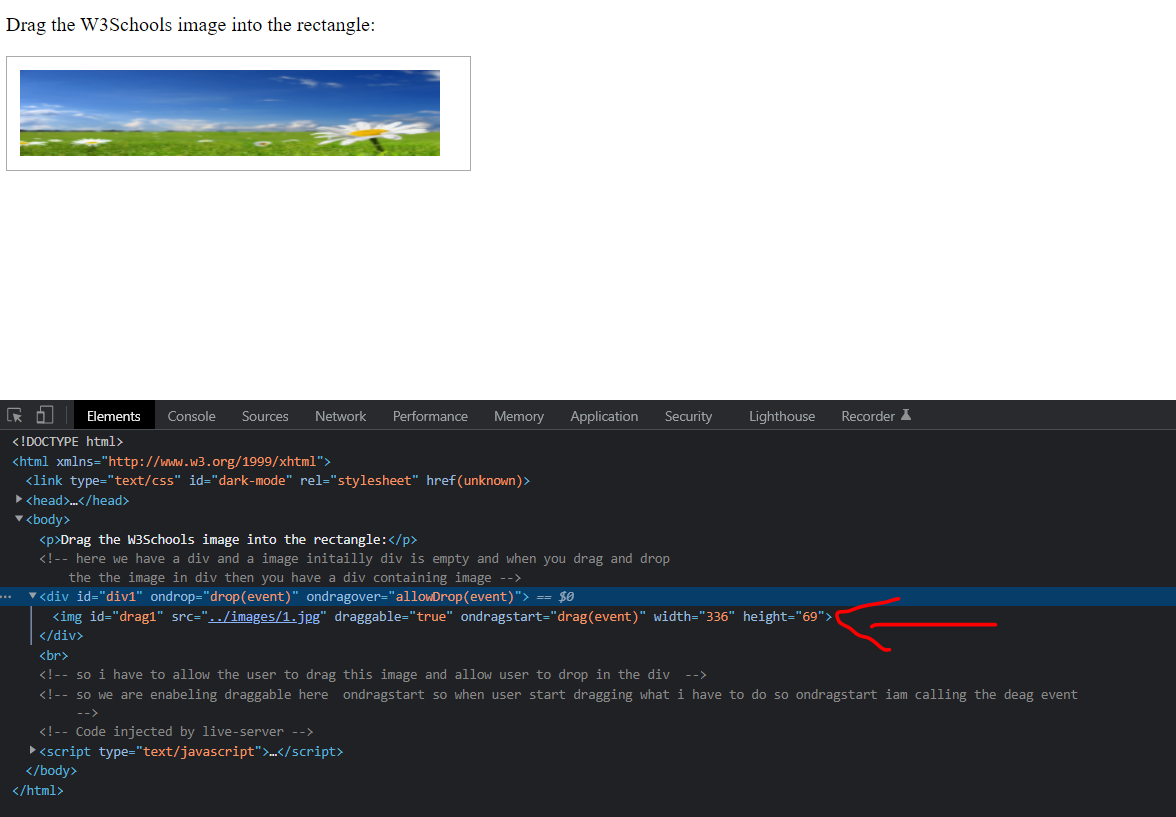 Drag the W3Schools image into the rectangle:
Elements Console Sources Network Performance Memory Application Security Lighthouse Recorder
<!DOCTYPE html>
<html xmlns="http://www.w3.org/1999/xhtml">
<link type="text/css" id="dark-mode" rel="stylesheet" href(unknown)>
<head>…</head>
<body>
<p>Drag the W3Schools image into the rectangle:</p>
<!-- here we have a div and a image initailly div is empty and when you drag and drop
the the image in div then you have a div containing image -->
<div id="div1" ondrop="drop(event)" ondragover="allowDrop(event)"> == $0
<img id="drag1" src="../images/1.jpg" draggable="true" ondragstart="drag(event)" width="336" height="69">
</div>
<br>
<!-- so i have to allow the user to drag this image and allow user to drop in the div  -->
<!-- so we are enabeling draggable here  ondragstart so when user start dragging what i have to do so ondragstart iam calling the deag event
-->
<!-- Code injected by live-server -->
<script type="text/javascript">…</script>
</body>
</html>